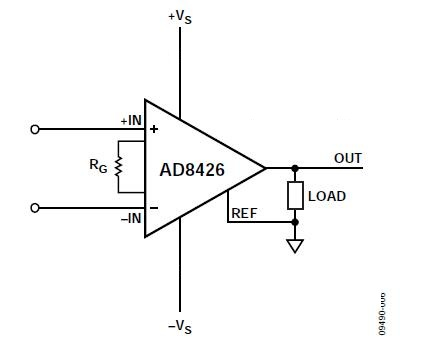 +VS
+IN
+
RG
AD8426
OUT
LOAD
−
−IN
REF
−VS